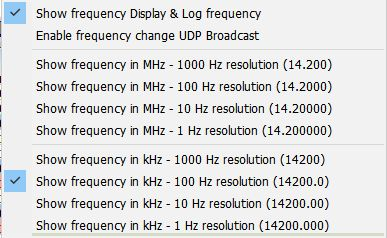 Show frequency Display & Log frequency
Enable frequency change UDP Broadcast
Show frequency in MHz - 1000 Hz resolution (14.200)
Show frequency in MHz - 100 Hz resolution (14.2000)
Show frequency in MHz - 10 Hz resolution (14.20000)
Show frequency in MHz - 1 Hz resolution (14.200000)
Show frequency in kHz - 1000 Hz resolution (14200)
Show frequency in kHz - 100 Hz resolution (14200.0)
Show frequency in kHz - 10 Hz resolution (14200.00)
Show frequency in kHz - 1 Hz resolution (14200.000)